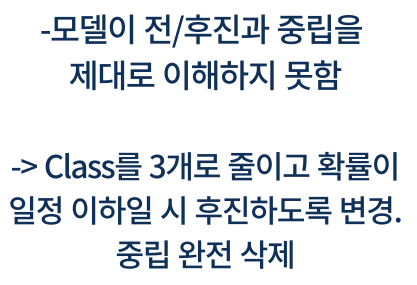 -모델이 전/후진과 중립을
제대로 이해하지 못함
-> Class를 3개로 줄이고 확률이
일정 이하일 시 후진하도록 변경.
중립 완전 삭제